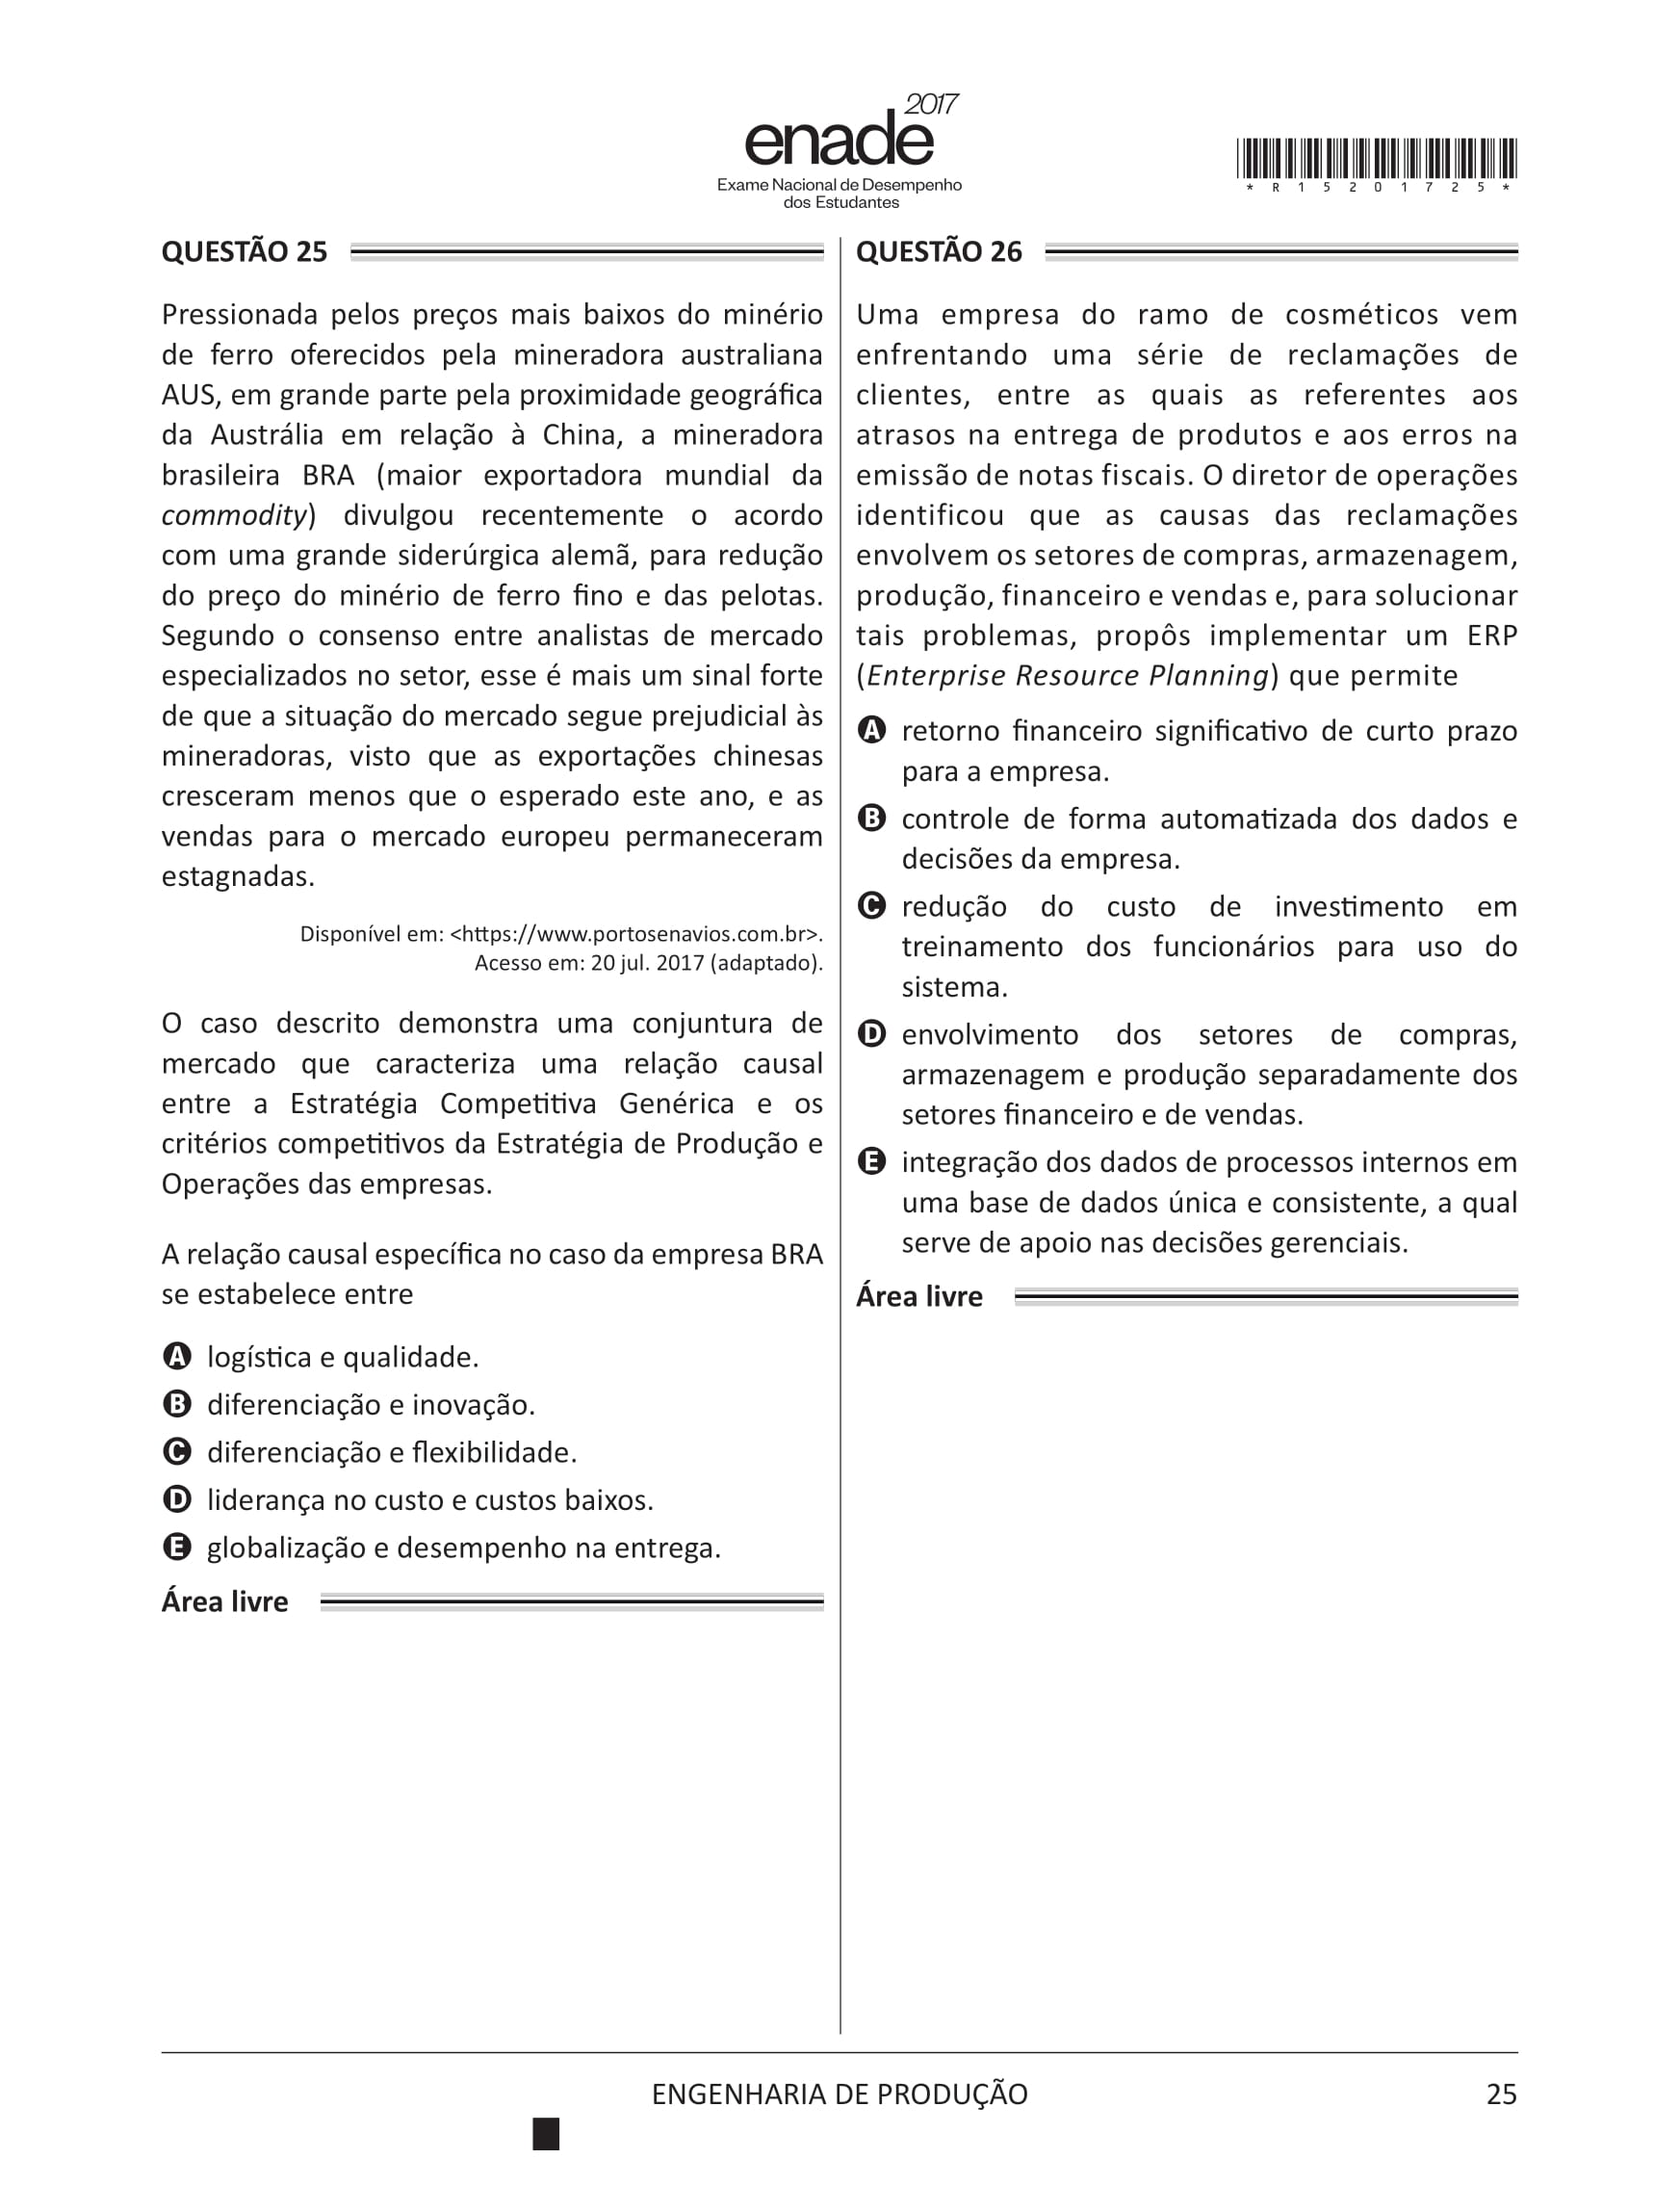 2017
enade
Exame Nacional de Desempenho
dos Estudantes
* R 1 5 2 0 1 7 2 5 *
QUESTÃO 25
Pressionada pelos preços mais baixos do minério
de ferro oferecidos pela mineradora australiana
AUS, em grande parte pela proximidade geográfica
da Austrália em relação à China, a mineradora
brasileira BRA (maior exportadora mundial da
commodity) divulgou recentemente o acordo
com uma grande siderúrgica alemã, para redução
do preço do minério de ferro fino e das pelotas.
Segundo o consenso entre analistas de mercado
especializados no setor, esse é mais um sinal forte
de que a situação do mercado segue prejudicial às
mineradoras, visto que as exportações chinesas
cresceram menos que o esperado este ano, e as
vendas para o mercado europeu permaneceram
estagnadas.
Disponível em: <https://www.portosenavios.com.br>.
Acesso em: 20 jul. 2017 (adaptado).
O caso descrito demonstra uma conjuntura de
mercado que caracteriza uma relação causal
entre a Estratégia Competitiva Genérica e os
critérios competitivos da Estratégia de Produção e
Operações das empresas.
A relação causal específica no caso da empresa BRA
se estabelece entre
A logística e qualidade.
B diferenciação e inovação.
C diferenciação e flexibilidade.
D liderança no custo e custos baixos.
E globalização e desempenho na entrega.
Área livre
QUESTÃO 26
Uma empresa do ramo de cosméticos vem
enfrentando uma série de reclamações de
clientes, entre as quais as referentes aos
atrasos na entrega de produtos e aos erros na
emissão de notas fiscais. O diretor de operações
identificou que as causas das reclamações
envolvem os setores de compras, armazenagem,
produção, financeiro e vendas e, para solucionar
tais problemas, propôs implementar um ERP
(Enterprise Resource Planning) que permite
A retorno financeiro significativo de curto prazo
para a empresa.
B controle de forma automatizada dos dados e
decisões da empresa.
C redução do custo de investimento em
treinamento dos funcionários para uso do
sistema.
D envolvimento dos setores de compras,
armazenagem e produção separadamente dos
setores financeiro e de vendas.
E integração dos dados de processos internos em
uma base de dados única e consistente, a qual
serve de apoio nas decisões gerenciais.
Área livre
ENGENHARIA DE PRODUÇÃO
25